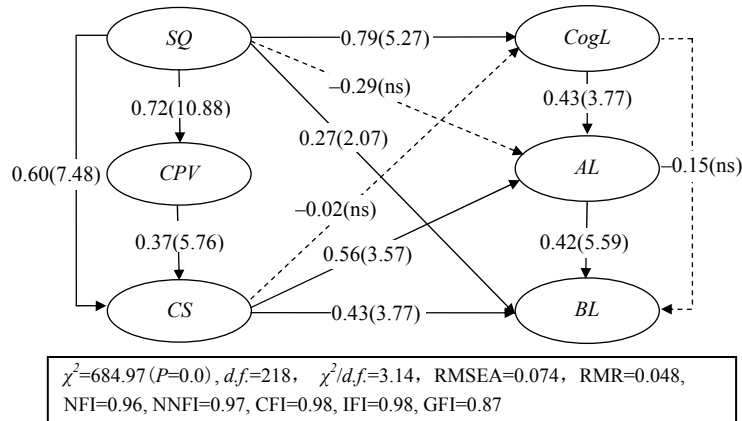 SQ
0.79(5.27)
CogL
−0.29(ns)
0.72(10.88)
0.43(3.77)
0.27(2.07)
0.60(7.48)
CPV
AL
−0.15(ns)
−0.02(ns)
0.37(5.76)
0.56(3.57)
0.42(5.59)
CS
0.43(3.77)
BL
χ²=684.97(P=0.0), d.f.=218, χ²/d.f.=3.14, RMSEA=0.074, RMR=0.048,
NFI=0.96, NNFI=0.97, CFI=0.98, IFI=0.98, GFI=0.87